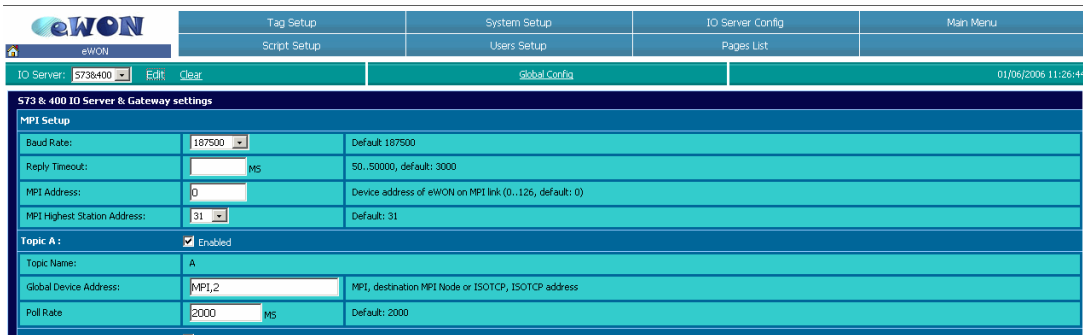 eWON
Tag Setup System Setup IO Server Config Main Menu
eWON Script Setup Users Setup Pages List
IO Server: S73&400 Edit Clear Global Config 01/06/2006 11:26:4
S73 & 400 IO Server & Gateway settings
MPI Setup
Baud Rate: 187500 Default 187500
Reply Timeout: MS 50..50000, default: 3000
MPI Address: 0 Device address of eWON on MPI link (0..126, default: 0)
MPI Highest Station Address: 31 Default: 31
Topic A : Enabled
Topic Name: A
Global Device Address: MPI,2 MPI, destination MPI Node or ISOTCP, ISOTCP address
Poll Rate 2000 MS Default: 2000